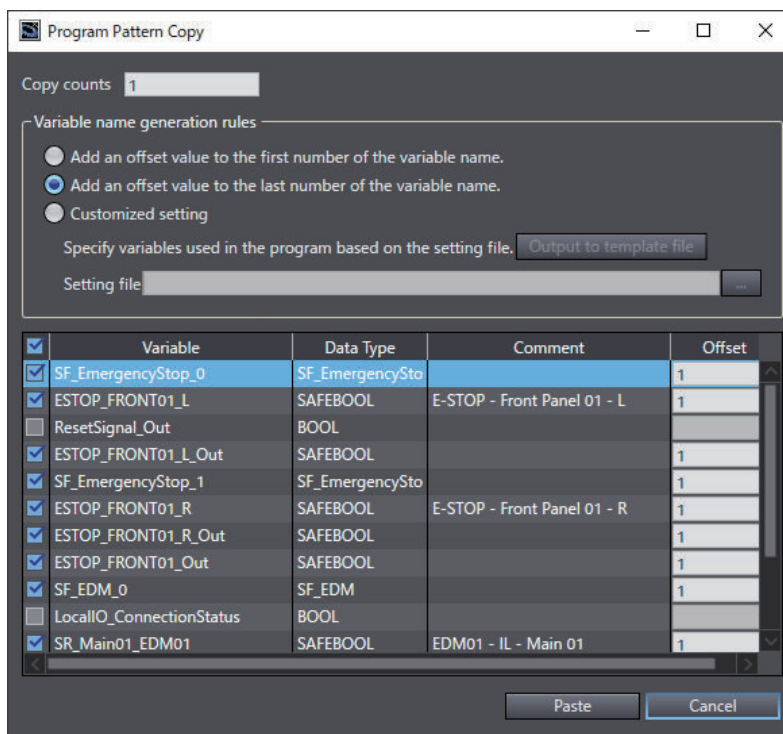 Program Pattern Copy
Copy counts 1
Variable name generation rules
Add an offset value to the first number of the variable name.
Add an offset value to the last number of the variable name.
Customized setting
Specify variables used in the program based on the setting file. Output to template file
Setting file ...
Variable Data Type Comment Offset
SF_EmergencyStop_0 SF_EmergencySto 1
ESTOP_FRONT01_L SAFEBOOL E-STOP - Front Panel 01 - L 1
ResetSignal_Out BOOL
ESTOP_FRONT01_L_Out SAFEBOOL 1
SF_EmergencyStop_1 SF_EmergencySto 1
ESTOP_FRONT01_R SAFEBOOL E-STOP - Front Panel 01 - R 1
ESTOP_FRONT01_R_Out SAFEBOOL 1
ESTOP_FRONT01_Out SAFEBOOL 1
SF_EDM_0 SF_EDM 1
LocalIO_ConnectionStatus BOOL
SR_Main01_EDM01 SAFEBOOL EDM01 - IL - Main 01 1
Paste Cancel